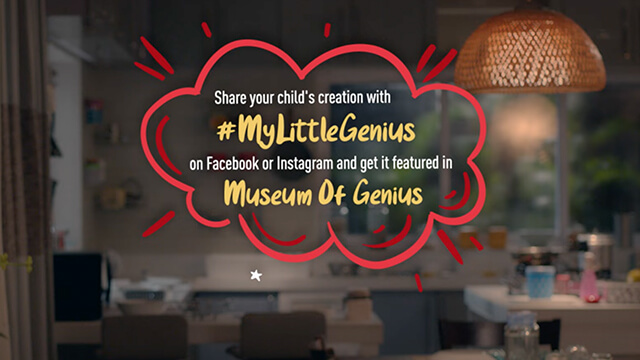 Share your child's creation with
#MyLittleGenius
on Facebook or Instagram and get it featured in
Museum Of Genius